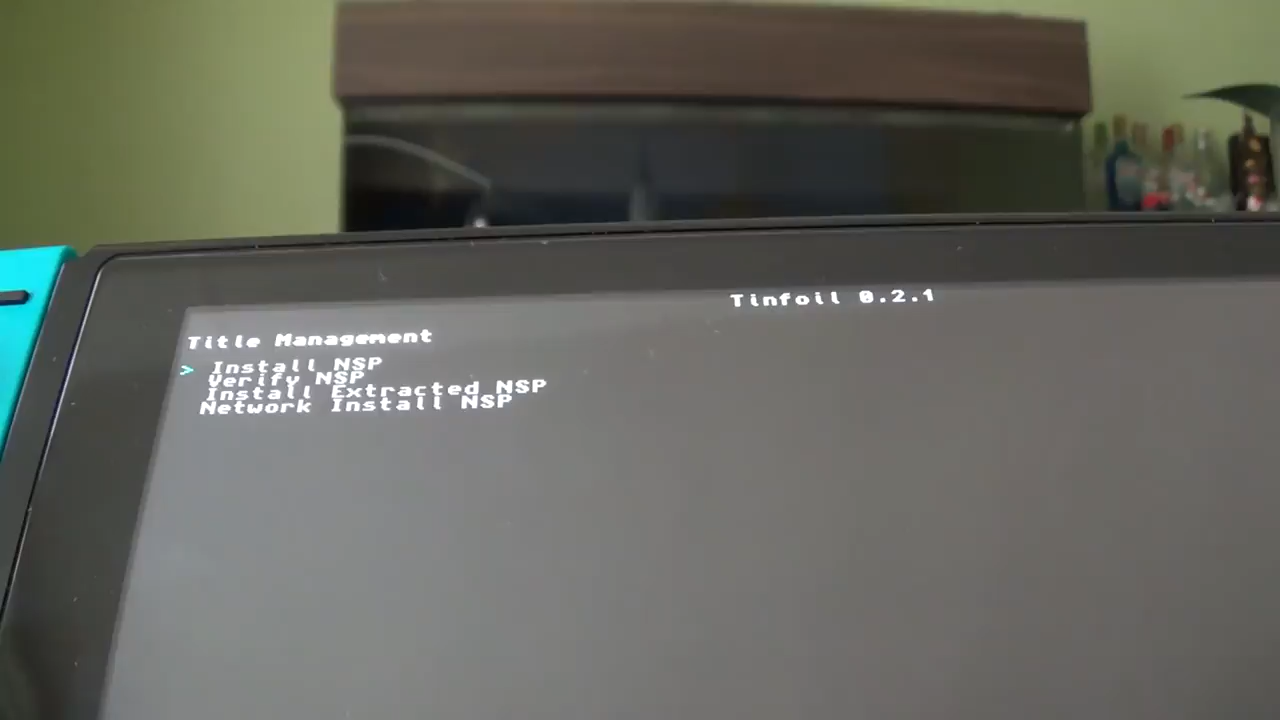 Tinfoil 0.2.1
Title Management
> Install NSP
Verify NSP
Install Extracted NSP
Network Install NSP